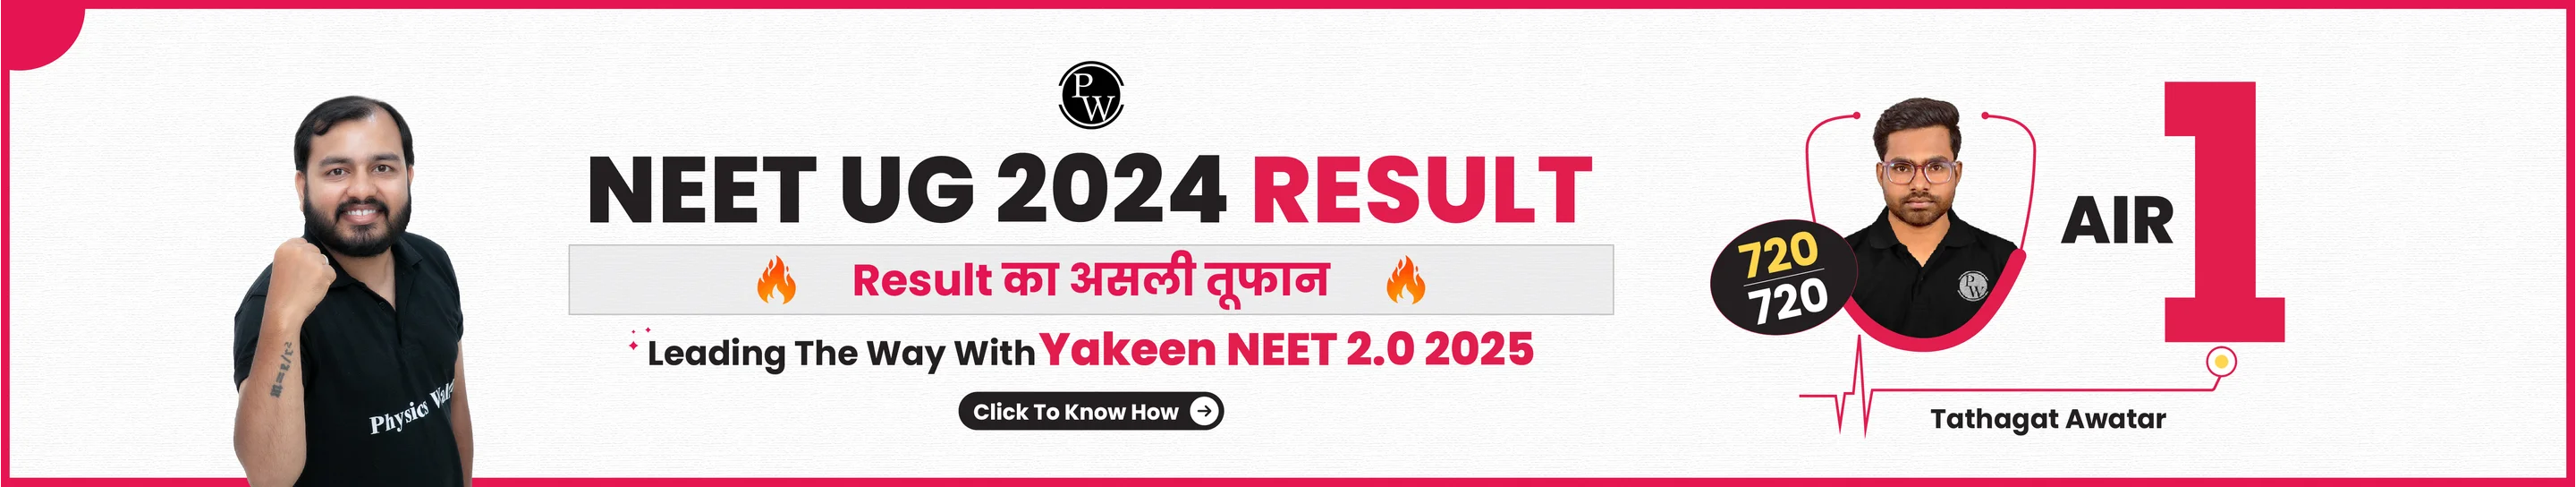 PW
NEET UG 2024 RESULT
Result का असली तूफान
Leading The Way With Yakeen NEET 2.0 2025
Click To Know How
Physics
720
720
PW
AIR 1
Tathagat Awatar